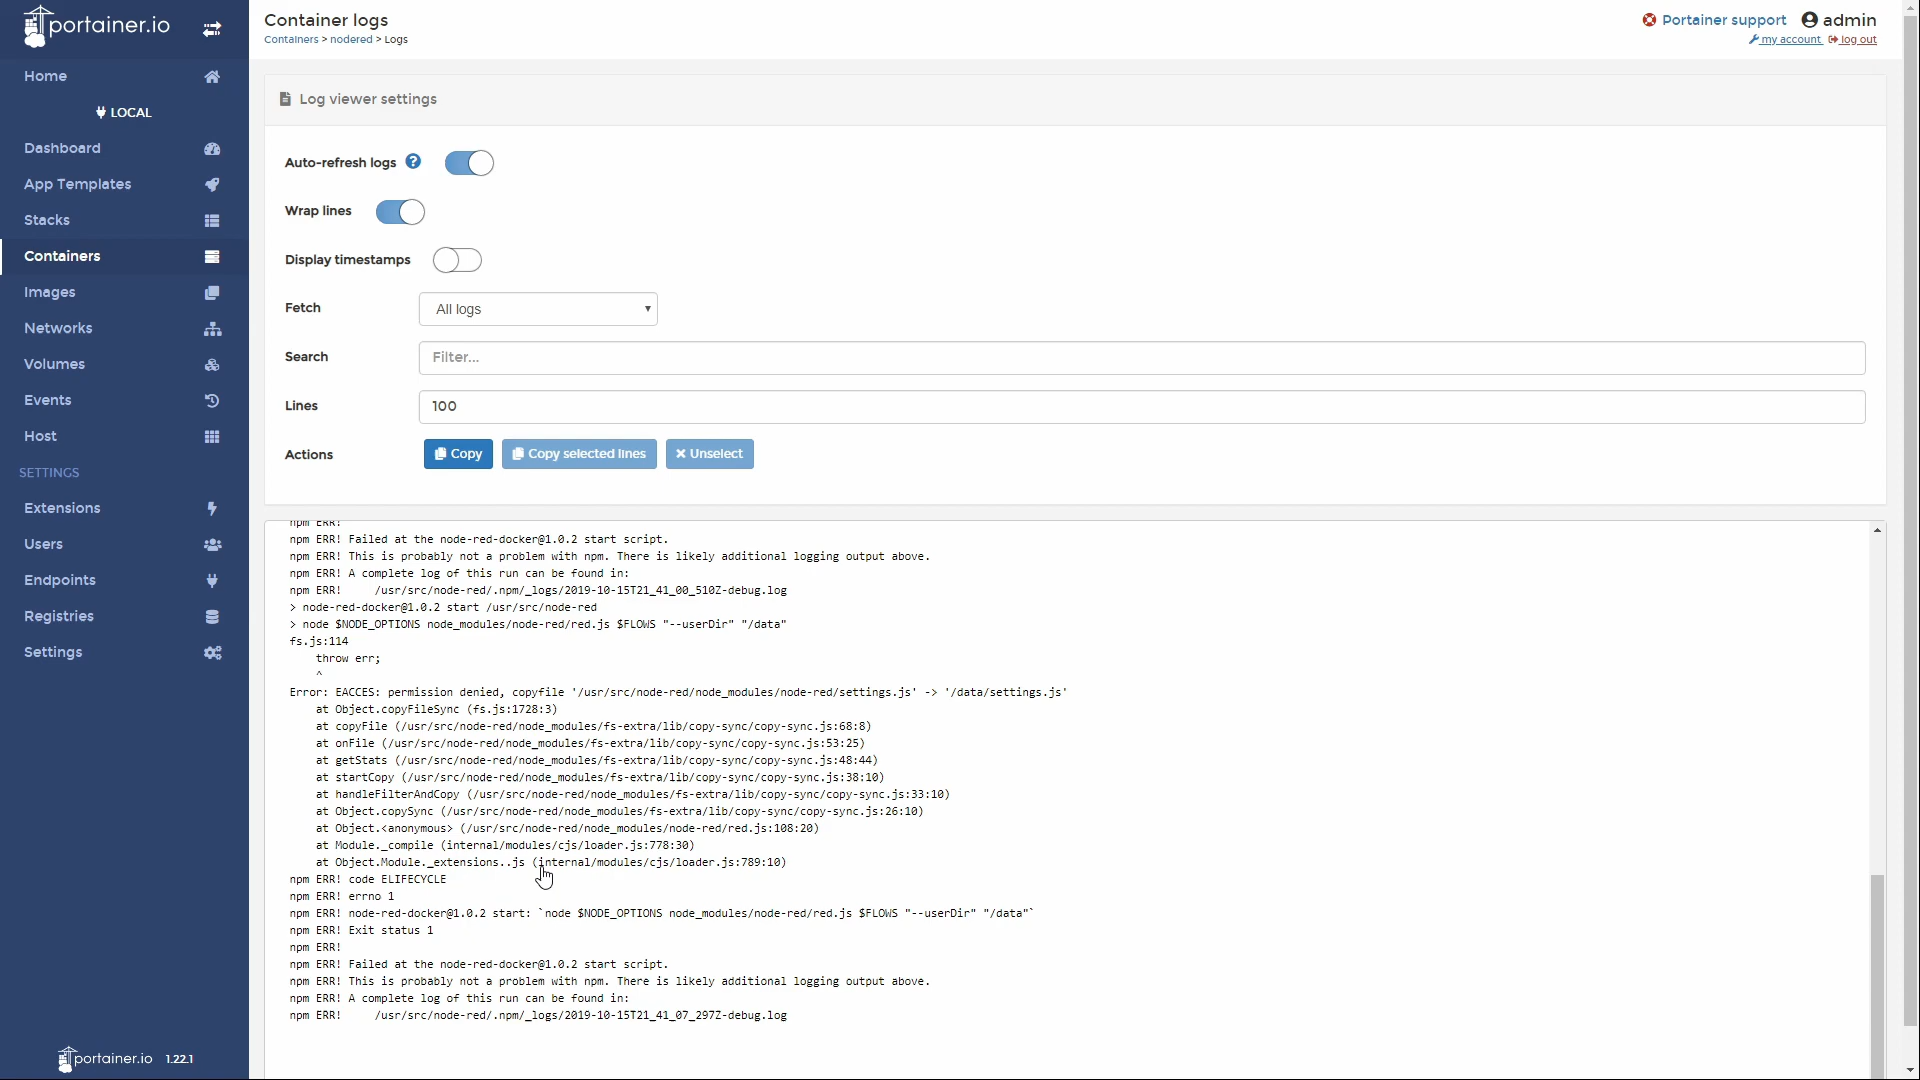 portainer.io
Home
LOCAL
Dashboard
App Templates
Stacks
Containers
Images
Networks
Volumes
Events
Host
SETTINGS
Extensions
Users
Endpoints
Registries
Settings
portainer.io 1.22.1
Container logs
Containers > nodered > Logs
Portainer support admin
my account log out
Log viewer settings
Auto-refresh logs ?
Wrap lines
Display timestamps
Fetch All logs
Search Filter...
Lines 100
Actions Copy Copy selected lines Unselect
npm ERR!
npm ERR! Failed at the node-red-docker@1.0.2 start script.
npm ERR! This is probably not a problem with npm. There is likely additional logging output above.
npm ERR! A complete log of this run can be found in:
npm ERR!     /usr/src/node-red/.npm/_logs/2019-10-15T21_41_00_510Z-debug.log
> node-red-docker@1.0.2 start /usr/src/node-red
> node $NODE_OPTIONS node_modules/node-red/red.js $FLOWS "--userDir" "/data"
fs.js:114
    throw err;
    ^
Error: EACCES: permission denied, copyfile '/usr/src/node-red/node_modules/node-red/settings.js' -> '/data/settings.js'
    at Object.copyFileSync (fs.js:1728:3)
    at copyFile (/usr/src/node-red/node_modules/fs-extra/lib/copy-sync/copy-sync.js:68:8)
    at onFile (/usr/src/node-red/node_modules/fs-extra/lib/copy-sync/copy-sync.js:53:25)
    at getStats (/usr/src/node-red/node_modules/fs-extra/lib/copy-sync/copy-sync.js:48:44)
    at startCopy (/usr/src/node-red/node_modules/fs-extra/lib/copy-sync/copy-sync.js:38:10)
    at handleFilterAndCopy (/usr/src/node-red/node_modules/fs-extra/lib/copy-sync/copy-sync.js:33:10)
    at Object.copySync (/usr/src/node-red/node_modules/fs-extra/lib/copy-sync/copy-sync.js:26:10)
    at Object.<anonymous> (/usr/src/node-red/node_modules/node-red/red.js:108:20)
    at Module._compile (internal/modules/cjs/loader.js:778:30)
    at Object.Module._extensions..js (internal/modules/cjs/loader.js:789:10)
npm ERR! code ELIFECYCLE
npm ERR! errno 1
npm ERR! node-red-docker@1.0.2 start: `node $NODE_OPTIONS node_modules/node-red/red.js $FLOWS "--userDir" "/data"`
npm ERR! Exit status 1
npm ERR!
npm ERR! Failed at the node-red-docker@1.0.2 start script.
npm ERR! This is probably not a problem with npm. There is likely additional logging output above.
npm ERR! A complete log of this run can be found in:
npm ERR!     /usr/src/node-red/.npm/_logs/2019-10-15T21_41_07_297Z-debug.log